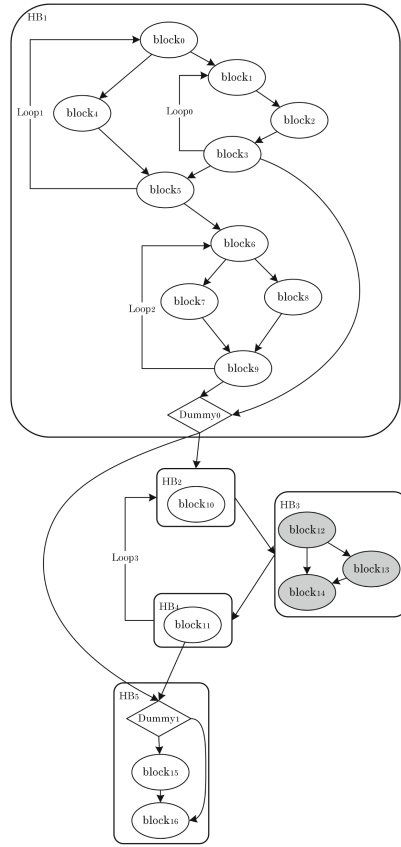 HB1
block0
block1
Loop1
block4
Loop0
block2
block3
block5
block6
block7
block8
Loop2
block9
Dummy0
HB2
block10
HB3
block12
Loop3
block13
block14
HB4
block11
HB5
Dummy1
block15
block16